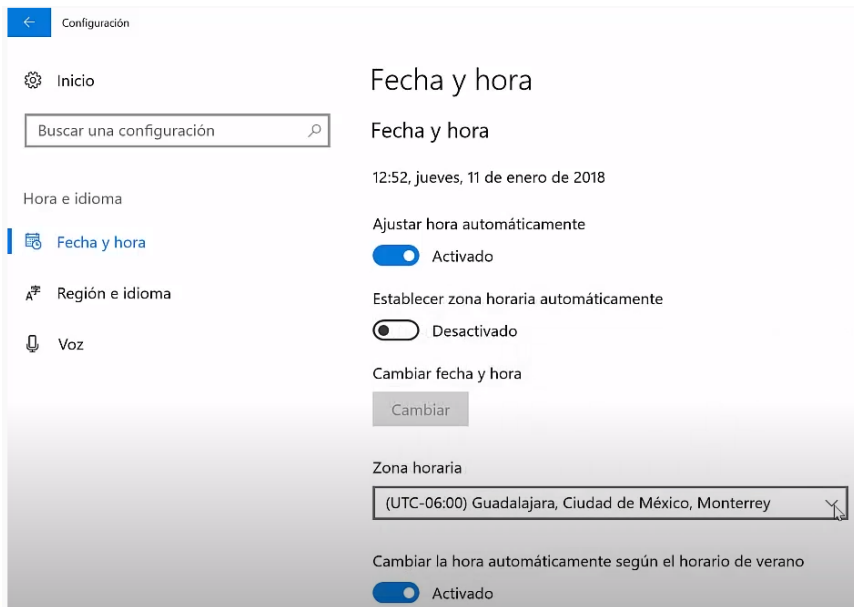 Configuración
Inicio
Buscar una configuración
Hora e idioma
Fecha y hora
Región e idioma
Voz
Fecha y hora
Fecha y hora
12:52, jueves, 11 de enero de 2018
Ajustar hora automáticamente
Activado
Establecer zona horaria automáticamente
Desactivado
Cambiar fecha y hora
Cambiar
Zona horaria
(UTC-06:00) Guadalajara, Ciudad de México, Monterrey
Cambiar la hora automáticamente según el horario de verano
Activado